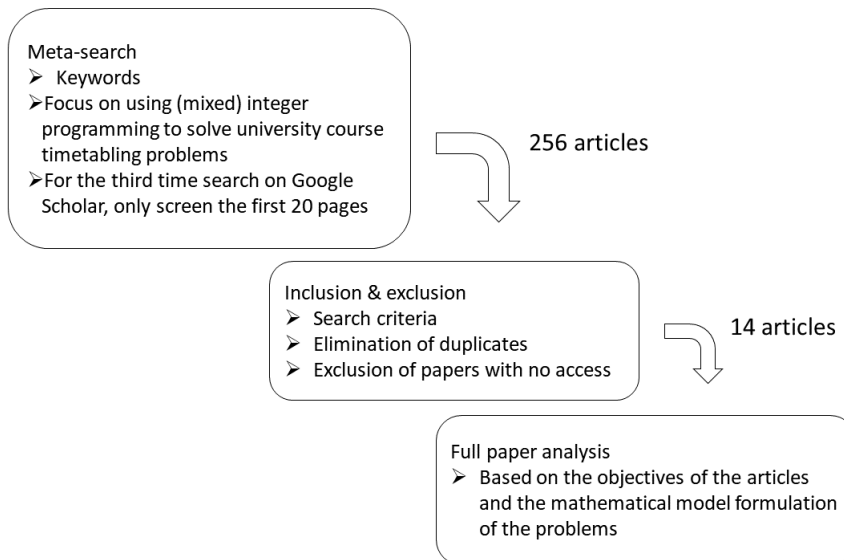 Meta-search
➢ Keywords
➢Focus on using (mixed) integer
programming to solve university course
timetabling problems
➢For the third time search on Google
Scholar, only screen the first 20 pages
256 articles
Inclusion & exclusion
➢ Search criteria
➢ Elimination of duplicates
➢ Exclusion of papers with no access
14 articles
Full paper analysis
➢ Based on the objectives of the articles
and the mathematical model formulation
of the problems